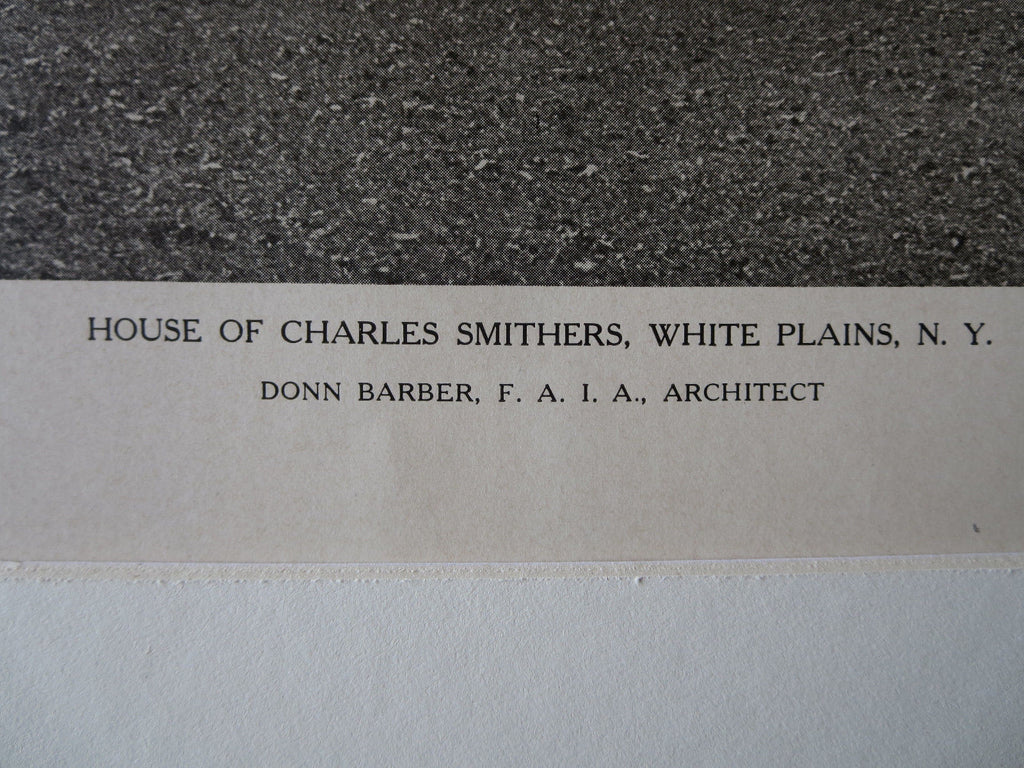 HOUSE OF CHARLES SMITHERS, WHITE PLAINS, N. Y.
DONN BARBER, F. A. I. A., ARCHITECT